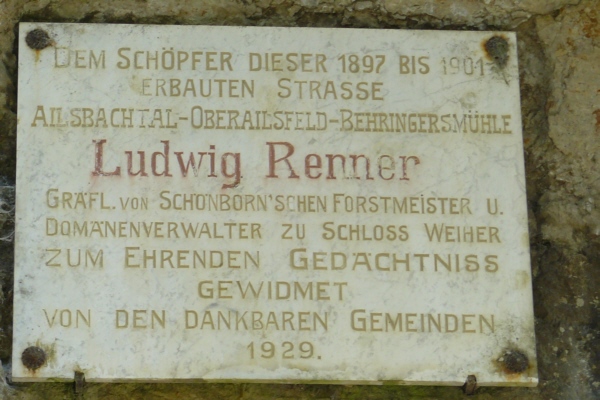 DEM SCHÖPFER DIESER 1897 BIS 1901
ERBAUTEN STRASSE
AILSBACHTAL-OBERAILSFELD-BEHRINGERSMÜHLE
Ludwig Renner
GRÄFL. VON SCHÖNBORN'SCHEN FORSTMEISTER U.
DOMÄNENVERWALTER ZU SCHLOSS WEIHER
ZUM EHRENDEN GEDÄCHTNISS
GEWIDMET
VON DEN DANKBAREN GEMEINDEN
1929.